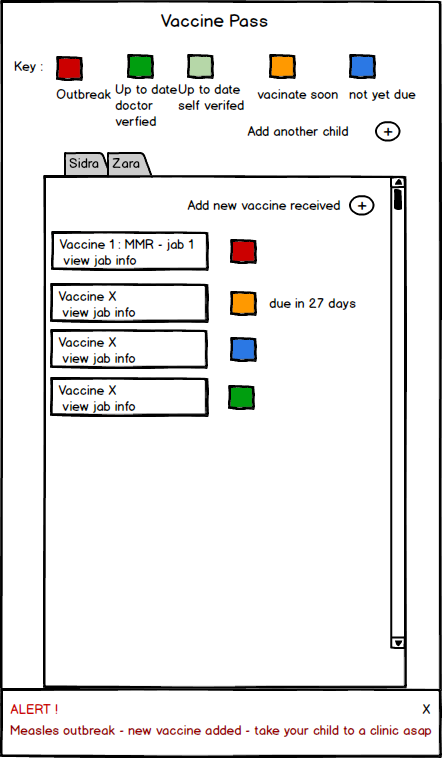 Vaccine Pass
Key :
Outbreak
Up to date
doctor
verfied
Up to date
self verifed
vacinate soon
not yet due
Add another child +
Sidra
Zara
Add new vaccine received +
Vaccine 1 : MMR - jab 1
view jab info
Vaccine X
view jab info
due in 27 days
Vaccine X
view jab info
Vaccine X
view jab info
ALERT !
X
Measles outbreak - new vaccine added - take your child to a clinic asap